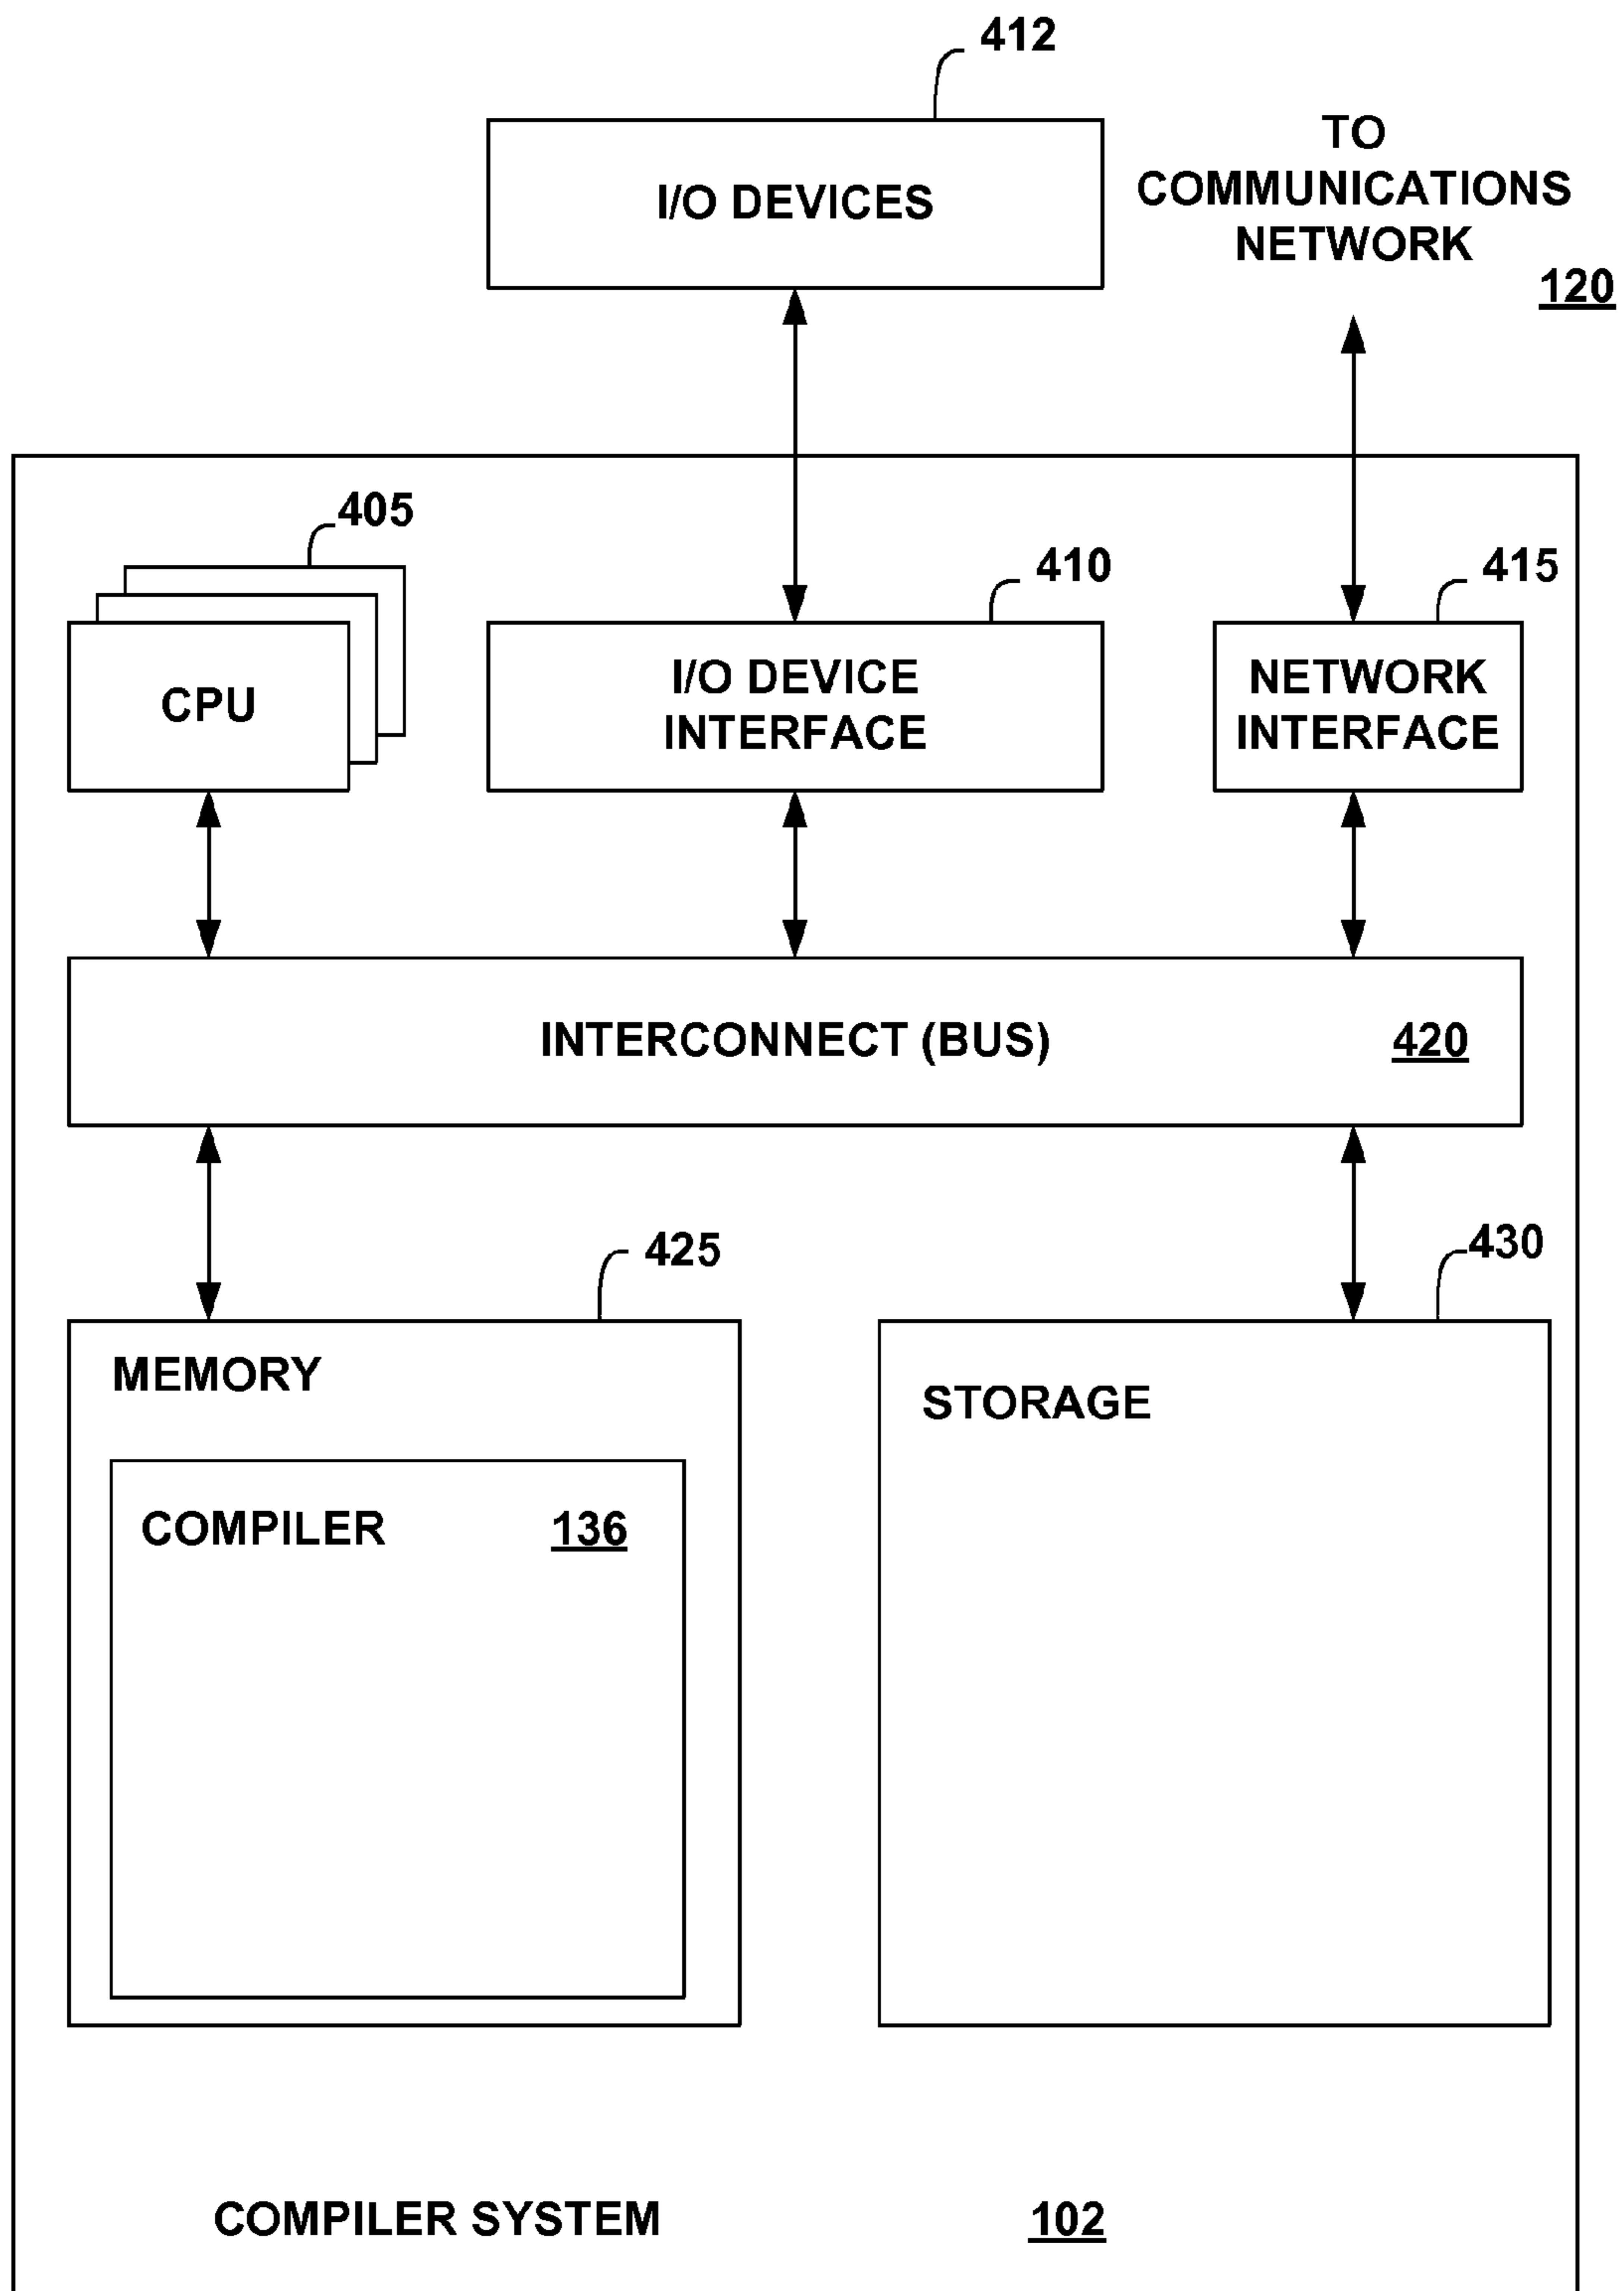 412
I/O DEVICES
TO
COMMUNICATIONS
NETWORK
120
405
410
415
CPU
I/O DEVICE
INTERFACE
NETWORK
INTERFACE
INTERCONNECT (BUS)
420
425
430
MEMORY
STORAGE
COMPILER
136
COMPILER SYSTEM
102